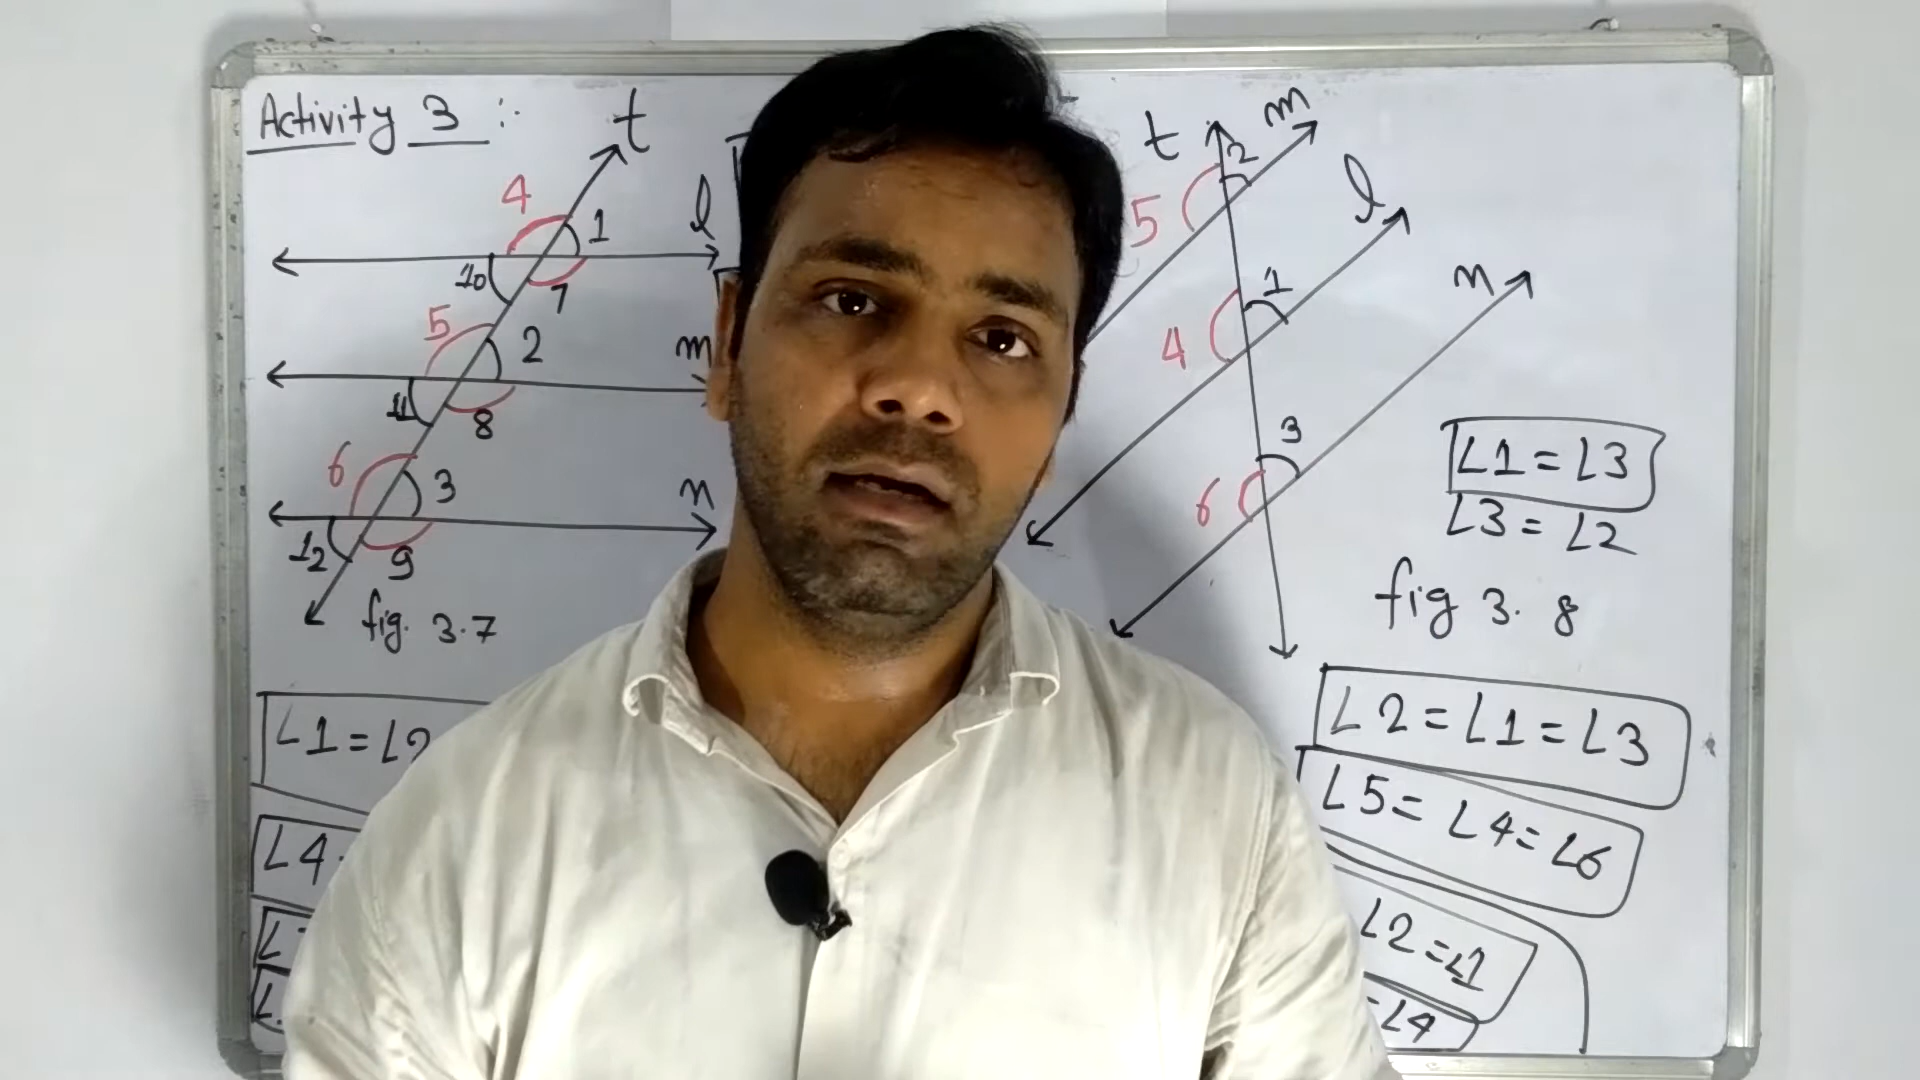 Activity 3 :-
t
4
1
l
10
7
5
2
m
11
8
6
3
n
12
9
fig. 3.7
∠1 = ∠2
∠4
t
2
m
5
l
1
4
n
3
6
∠1 = ∠3
∠3 = ∠2
fig 3.8
∠2 = ∠1 = ∠3
∠5 = ∠4 = ∠6
∠2 = ∠1
= ∠4